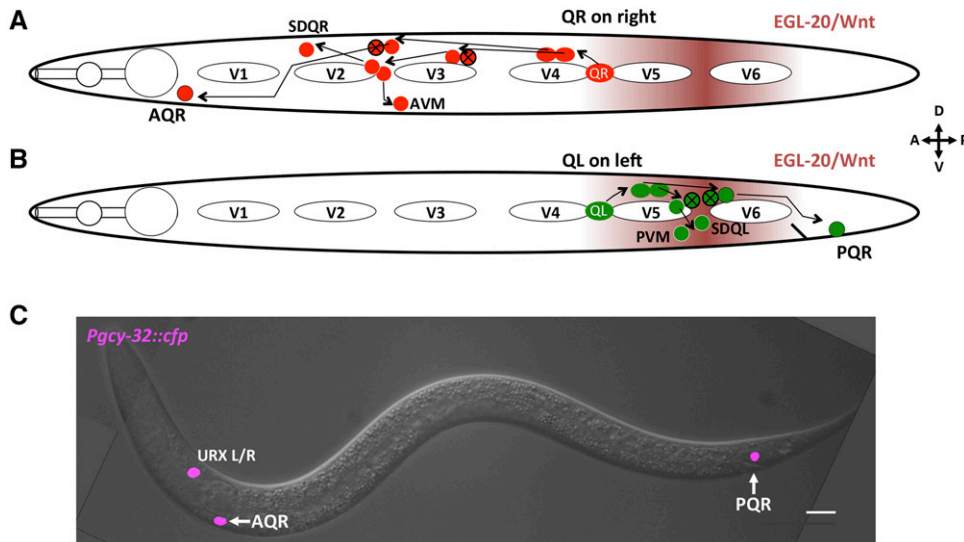 A
QR on right
EGL-20/Wnt
SDQR
V1
V2
V3
V4
QR
V5
V6
AQR
AVM
D
A
P
V
B
QL on left
EGL-20/Wnt
V1
V2
V3
V4
QL
V5
V6
PVM
SDQL
PQR
C
Pgcy-32::cfp
URX L/R
AQR
PQR